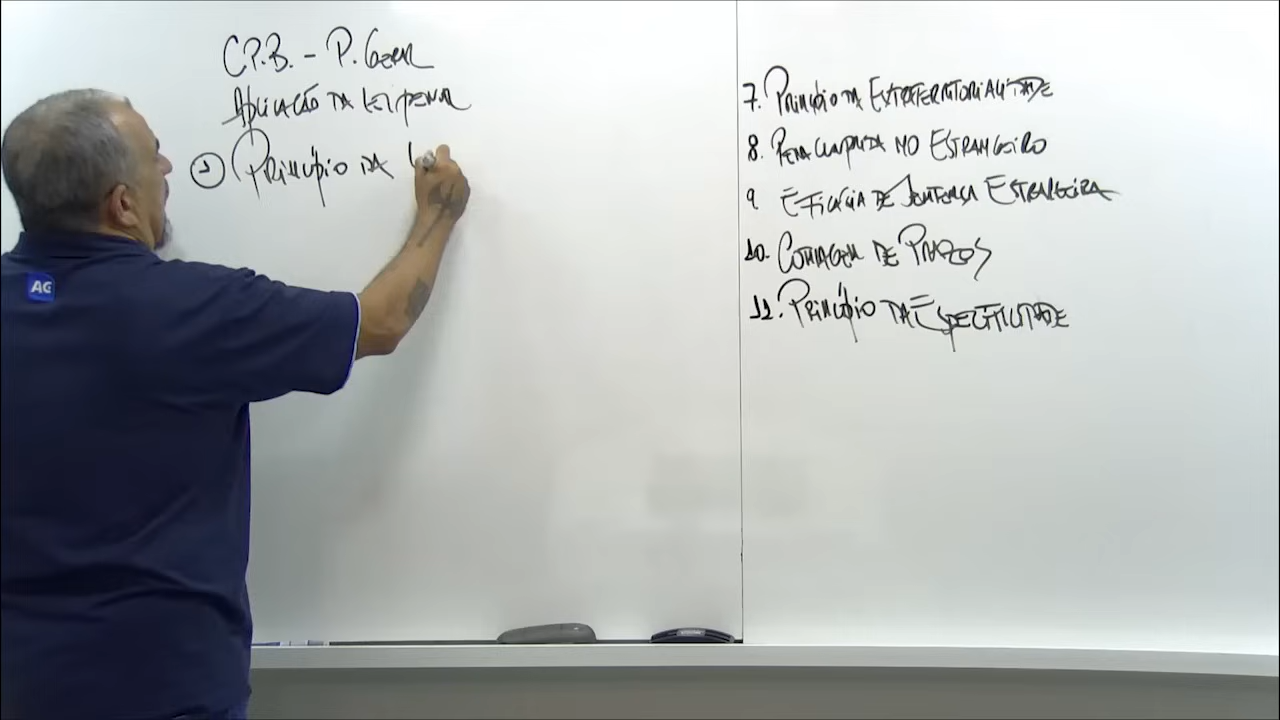 C.P.B. - P. GERAL
APLICAÇÃO DA LEI PENAL
1 PRINCÍPIO DA
7. PRINCÍPIO DA EXTRATERRITORIALIDADE
8. PENA CUMPRIDA NO ESTRANGEIRO
9 EFICÁCIA DE SENTENÇA ESTRANGEIRA
10. CONTAGEM DE PRAZOS
11. PRINCÍPIO DA ESPECIALIDADE
AG